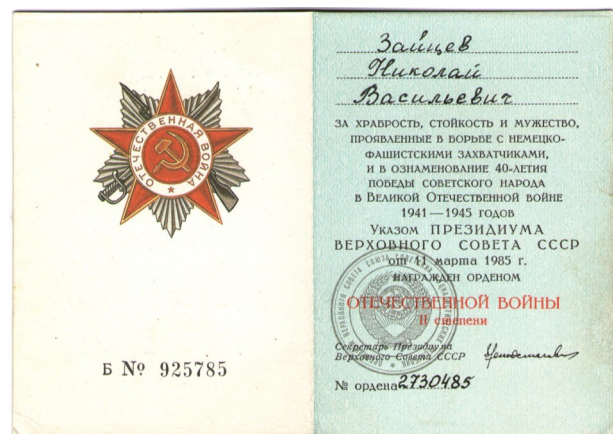 ОТЕЧЕСТВЕННАЯ ВОЙНА
Б № 925785
Зайцев
Николай
Васильевич
ЗА ХРАБРОСТЬ, СТОЙКОСТЬ И МУЖЕСТВО,
ПРОЯВЛЕННЫЕ В БОРЬБЕ С НЕМЕЦКО-
ФАШИСТСКИМИ ЗАХВАТЧИКАМИ,
И В ОЗНАМЕНОВАНИЕ 40-ЛЕТИЯ
ПОБЕДЫ СОВЕТСКОГО НАРОДА
В ВЕЛИКОЙ ОТЕЧЕСТВЕННОЙ ВОЙНЕ
1941—1945 ГОДОВ
УКАЗОМ ПРЕЗИДИУМА
ВЕРХОВНОГО СОВЕТА СССР
от 11 марта 1985 г.
НАГРАЖДЕН ОРДЕНОМ
ОТЕЧЕСТВЕННОЙ ВОЙНЫ
II степени
Секретарь Президиума
Верховного Совета СССР
№ ордена 2730485